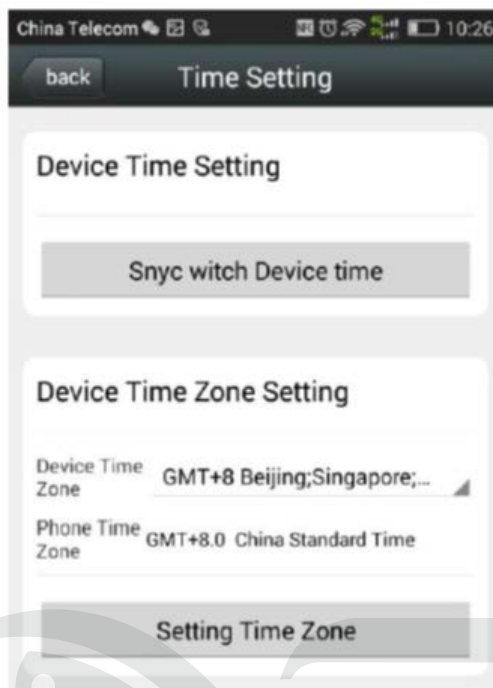 China Telecom 10:26
back Time Setting
Device Time Setting
Snyc witch Device time
Device Time Zone Setting
Device Time
Zone
GMT+8 Beijing;Singapore;...
Phone Time
Zone
GMT+8.0 China Standard Time
Setting Time Zone